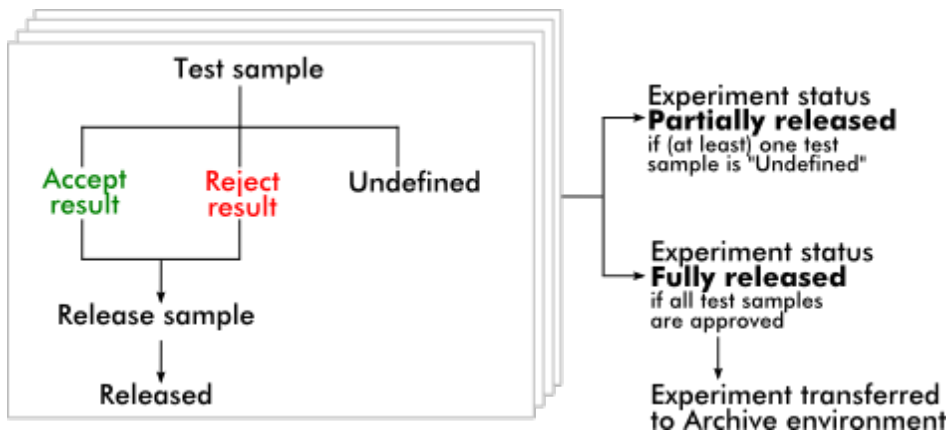 Test sample
Accept
result
Reject
result
Undefined
Release sample
Released
Experiment status
Partially released
if (at least) one test
sample is "Undefined"
Experiment status
Fully released
if all test samples
are approved
Experiment transferred
to Archive environment